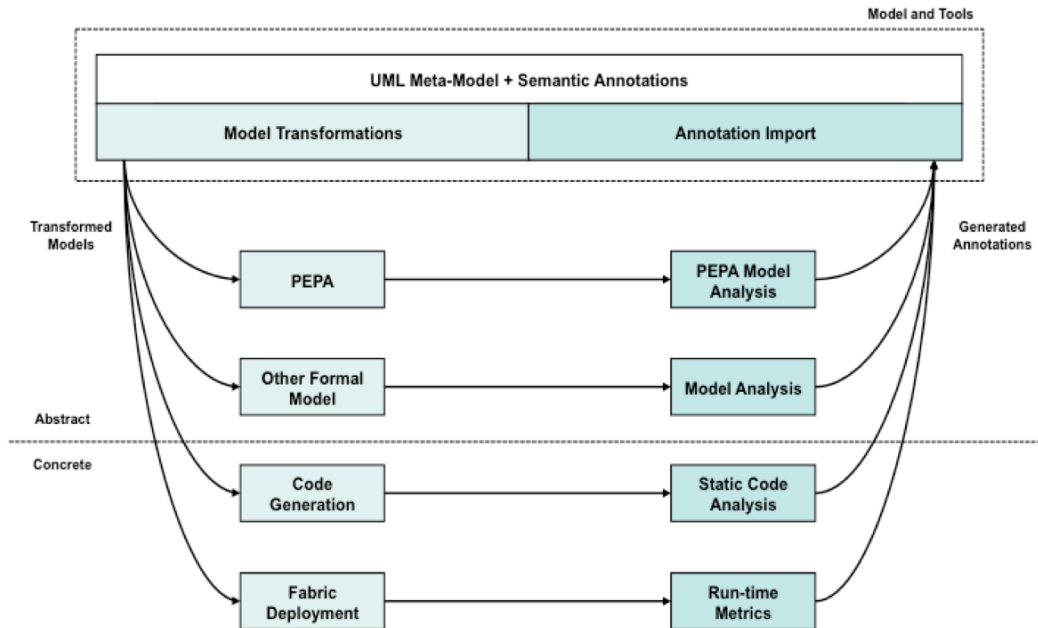 Model and Tools
UML Meta-Model + Semantic Annotations
Model Transformations
Annotation Import
Transformed
Models
Generated
Annotations
PEPA
PEPA Model
Analysis
Other Formal
Model
Model Analysis
Abstract
Concrete
Code
Generation
Static Code
Analysis
Fabric
Deployment
Run-time
Metrics